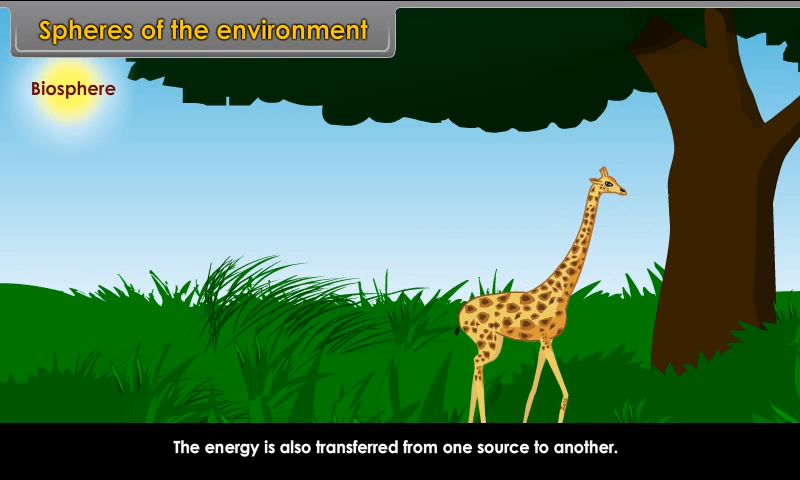 Spheres of the environment
Biosphere
The energy is also transferred from one source to another.